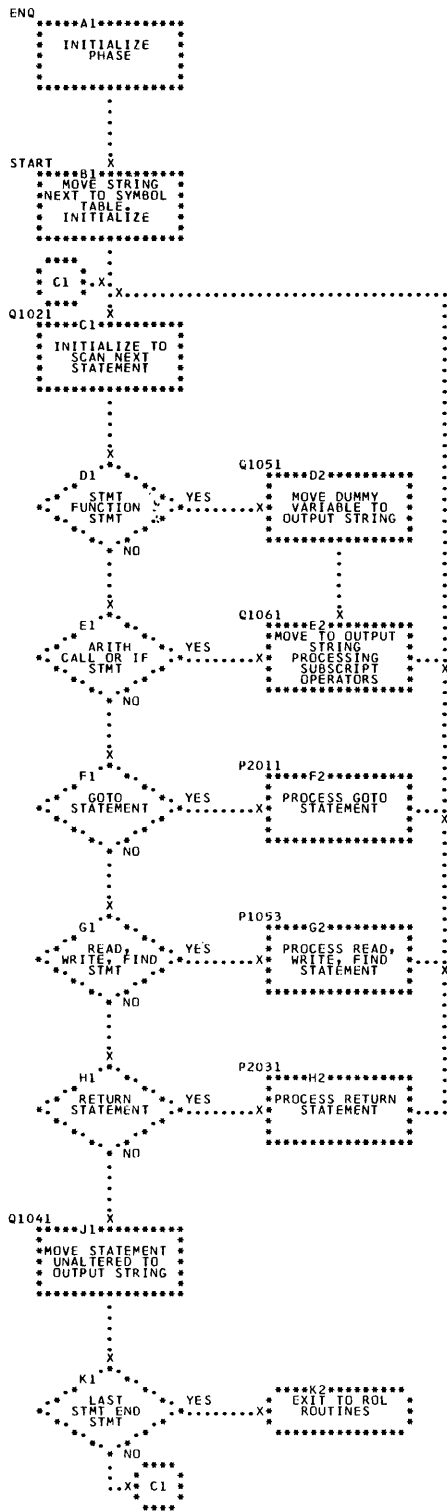 ENQ
A1
INITIALIZE
PHASE
START
B1
MOVE STRING
NEXT TO SYMBOL
TABLE.
INITIALIZE
C1
Q1021
C1
INITIALIZE TO
SCAN NEXT
STATEMENT
D1
STMT
FUNCTION
STMT
YES
NO
Q1051
D2
MOVE DUMMY
VARIABLE TO
OUTPUT STRING
E1
ARITH
CALL OR IF
STMT
YES
NO
Q1061
E2
MOVE TO OUTPUT
STRING
PROCESSING
SUBSCRIPT
OPERATORS
F1
GOTO
STATEMENT
YES
NO
P2011
F2
PROCESS GOTO
STATEMENT
G1
READ,
WRITE, FIND
STMT
YES
NO
P1053
G2
PROCESS READ,
WRITE, FIND
STATEMENT
H1
RETURN
STATEMENT
YES
NO
P2031
H2
PROCESS RETURN
STATEMENT
Q1041
J1
MOVE STATEMENT
UNALTERED TO
OUTPUT STRING
K1
LAST
STMT END
STMT
YES
NO
K2
EXIT TO ROL
ROUTINES
C1